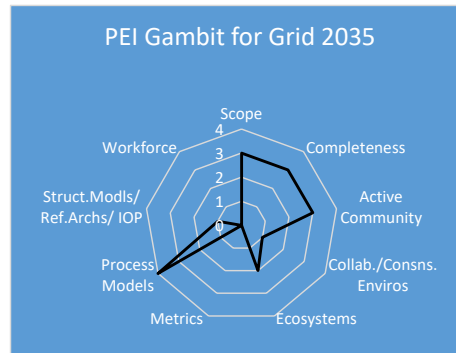 PEI Gambit for Grid 2035
Scope
Completeness
Active
Community
Collab./Consns.
Enviros
Ecosystems
Metrics
Process
Models
Struct.Modls/
Ref.Archs/ IOP
Workforce
4
3
2
1
0